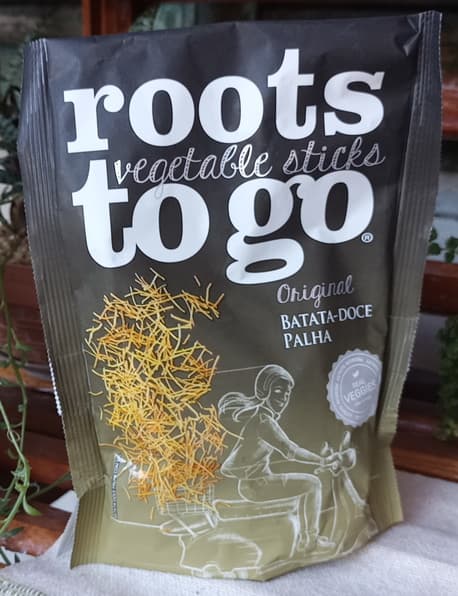 roots
vegetable sticks
to go®
Original
BATATA-DOCE
PALHA
REAL
VEGGIES